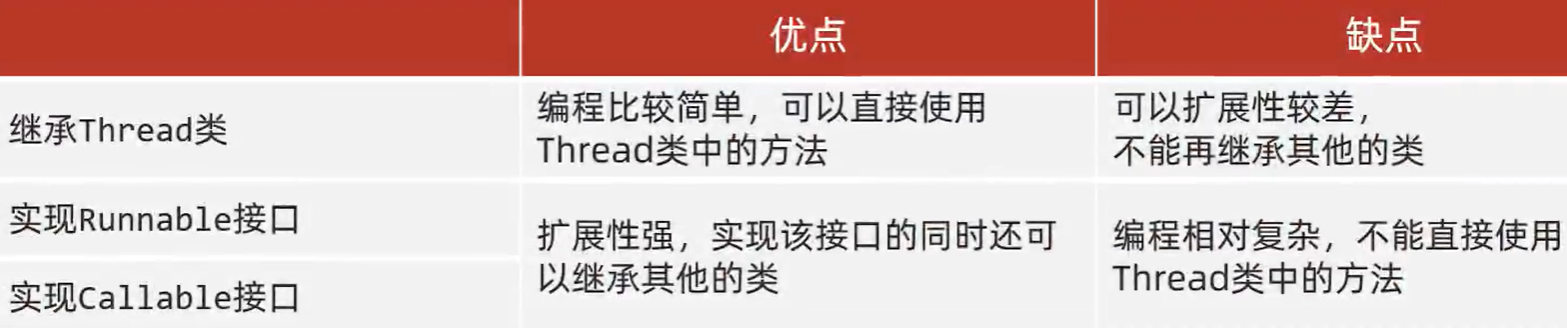 优点
缺点
继承Thread类
编程比较简单，可以直接使用
Thread类中的方法
可以扩展性较差，
不能再继承其他的类
实现Runnable接口
实现Callable接口
扩展性强，实现该接口的同时还可
以继承其他的类
编程相对复杂，不能直接使用
Thread类中的方法